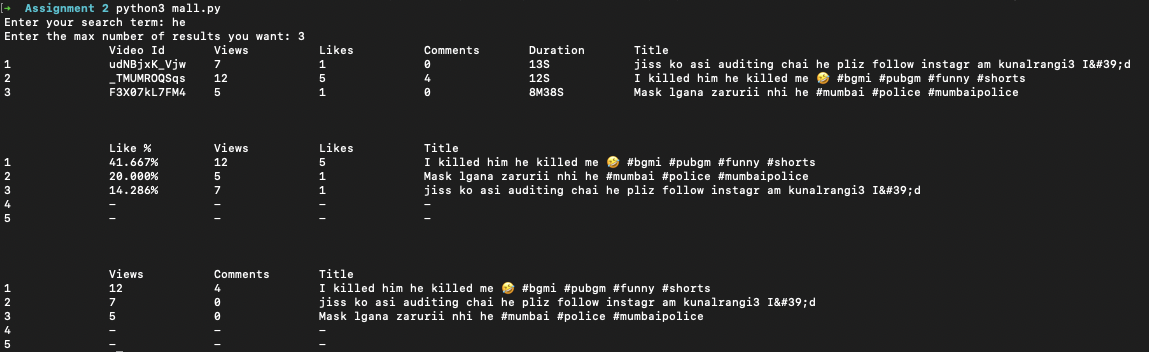 [→ Assignment 2 python3 mall.py
Enter your search term: he
Enter the max number of results you want: 3
Video Id Views Likes Comments Duration Title
1 udNBjxK_Vjw 7 1 0 13S jiss ko asi auditing chai he pliz follow instagr am kunalrangi3 I&#39;d
2 _TMUMROQSqs 12 5 4 12S I killed him he killed me 🤣 #bgmi #pubgm #funny #shorts
3 F3X07kL7FM4 5 1 0 8M38S Mask lgana zarurii nhi he #mumbai #police #mumbaipolice
Like % Views Likes Title
1 41.667% 12 5 I killed him he killed me 🤣 #bgmi #pubgm #funny #shorts
2 20.000% 5 1 Mask lgana zarurii nhi he #mumbai #police #mumbaipolice
3 14.286% 7 1 jiss ko asi auditing chai he pliz follow instagr am kunalrangi3 I&#39;d
4 – – – –
5 – – – –
Views Comments Title
1 12 4 I killed him he killed me 🤣 #bgmi #pubgm #funny #shorts
2 7 0 jiss ko asi auditing chai he pliz follow instagr am kunalrangi3 I&#39;d
3 5 0 Mask lgana zarurii nhi he #mumbai #police #mumbaipolice
4 – – –
5 – – –